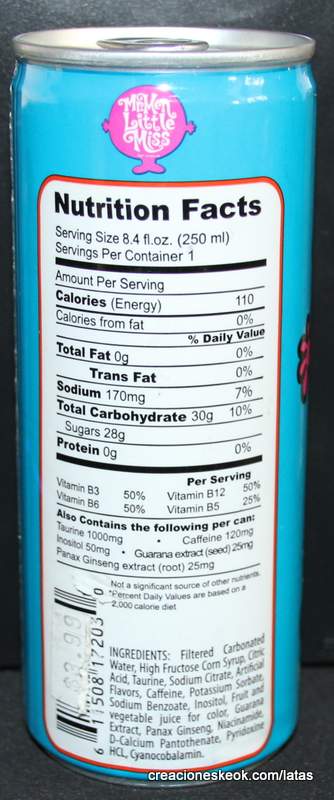 Mr. Men
Little
Miss
Nutrition Facts
Serving Size 8.4 fl.oz. (250 ml)
Servings Per Container 1
Amount Per Serving
Calories (Energy) 110
Calories from fat 0%
% Daily Value
Total Fat 0g 0%
Trans Fat 0%
Sodium 170mg 7%
Total Carbohydrate 30g 10%
Sugars 28g
Protein 0g 0%
Per Serving
Vitamin B3 50% Vitamin B12 50%
Vitamin B6 50% Vitamin B5 25%
Also Contains the following per can:
Taurine 1000mg • Caffeine 120mg
Inositol 50mg • Guarana extract (seed) 25mg
Panax Ginseng extract (root) 25mg
Not a significant source of other nutrients.
*Percent Daily Values are based on a
2,000 calorie diet
INGREDIENTS: Filtered Carbonated
Water, High Fructose Corn Syrup, Citric
Acid, Taurine, Sodium Citrate, Artificial
Flavors, Caffeine, Potassium Sorbate,
Sodium Benzoate, Inositol, Fruit and
vegetable juice for color, Guarana
Extract, Panax Ginseng, Niacinamide,
D-Calcium Pantothenate, Pyridoxine
HCL, Cyanocobalamin.
6 11508 17203 0
creacioneskeok.com/latas